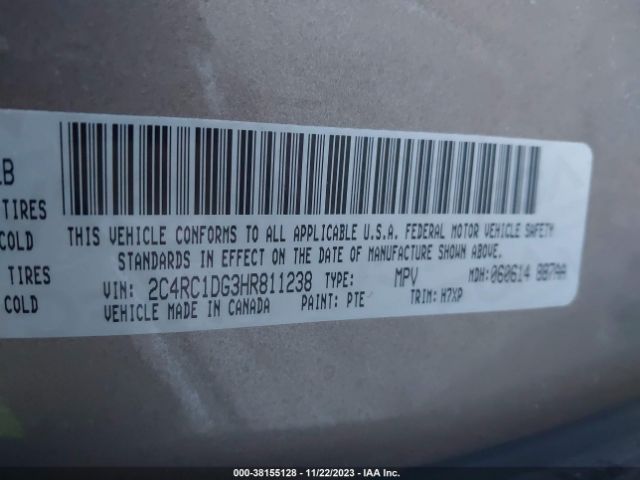 LB
TIRES
COLD
TIRES
COLD
THIS VEHICLE CONFORMS TO ALL APPLICABLE U.S.A. FEDERAL MOTOR VEHICLE SAFETY
STANDARDS IN EFFECT ON THE DATE OF MANUFACTURE SHOWN ABOVE.
VIN: 2C4RC1DG3HR811238 TYPE: MPV MDH: 060614 887AA
VEHICLE MADE IN CANADA PAINT: PTE TRIM: H7XP
000-38155128 - 11/22/2023 - IAA Inc.